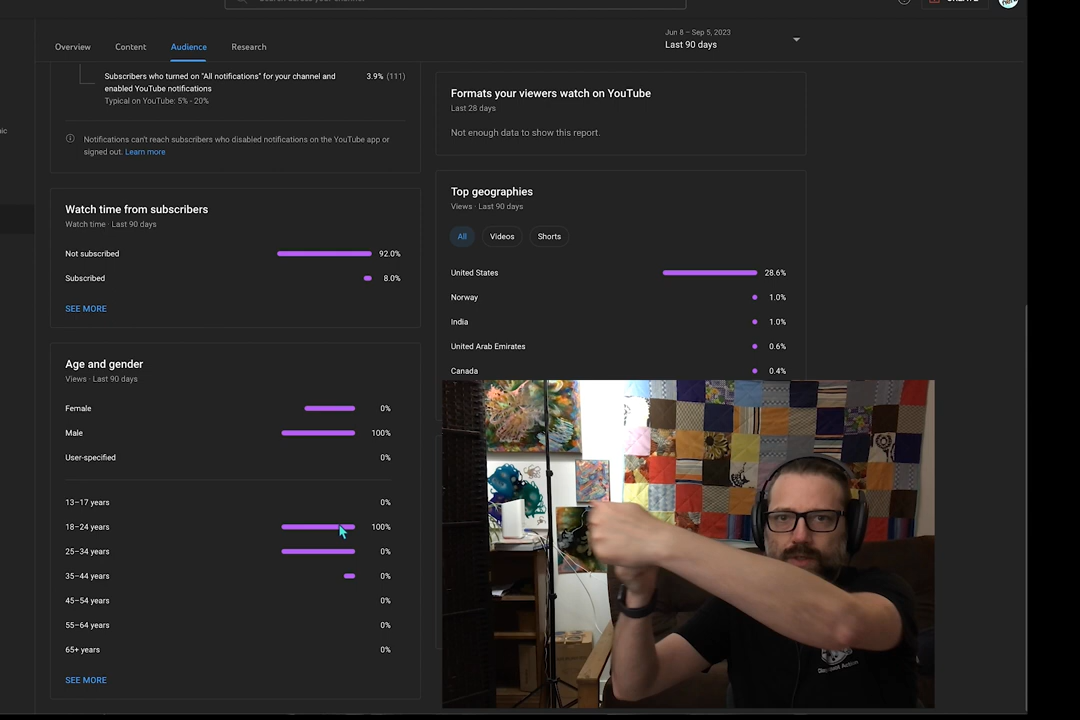 CREATE
Overview Content Audience Research
Jun 8 – Sep 5, 2023
Last 90 days
Subscribers who turned on "All notifications" for your channel and
enabled YouTube notifications
3.9% (111)
Typical on YouTube: 5% - 20%
Notifications can't reach subscribers who disabled notifications on the YouTube app or
signed out. Learn more
Formats your viewers watch on YouTube
Last 28 days
Not enough data to show this report.
Watch time from subscribers
Watch time · Last 90 days
Not subscribed 92.0%
Subscribed 8.0%
SEE MORE
Top geographies
Views · Last 90 days
All Videos Shorts
United States 28.6%
Norway 1.0%
India 1.0%
United Arab Emirates 0.6%
Canada 0.4%
Age and gender
Views · Last 90 days
Female 0%
Male 100%
User-specified 0%
13–17 years 0%
18–24 years 100%
25–34 years 0%
35–44 years 0%
45–54 years 0%
55–64 years 0%
65+ years 0%
SEE MORE